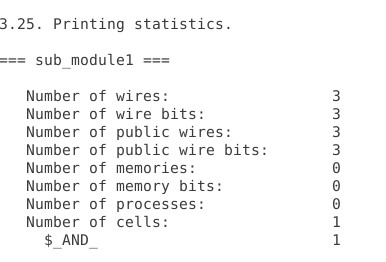 3.25. Printing statistics.
=== sub_module1 ===
Number of wires: 3
Number of wire bits: 3
Number of public wires: 3
Number of public wire bits: 3
Number of memories: 0
Number of memory bits: 0
Number of processes: 0
Number of cells: 1
$_AND_ 1